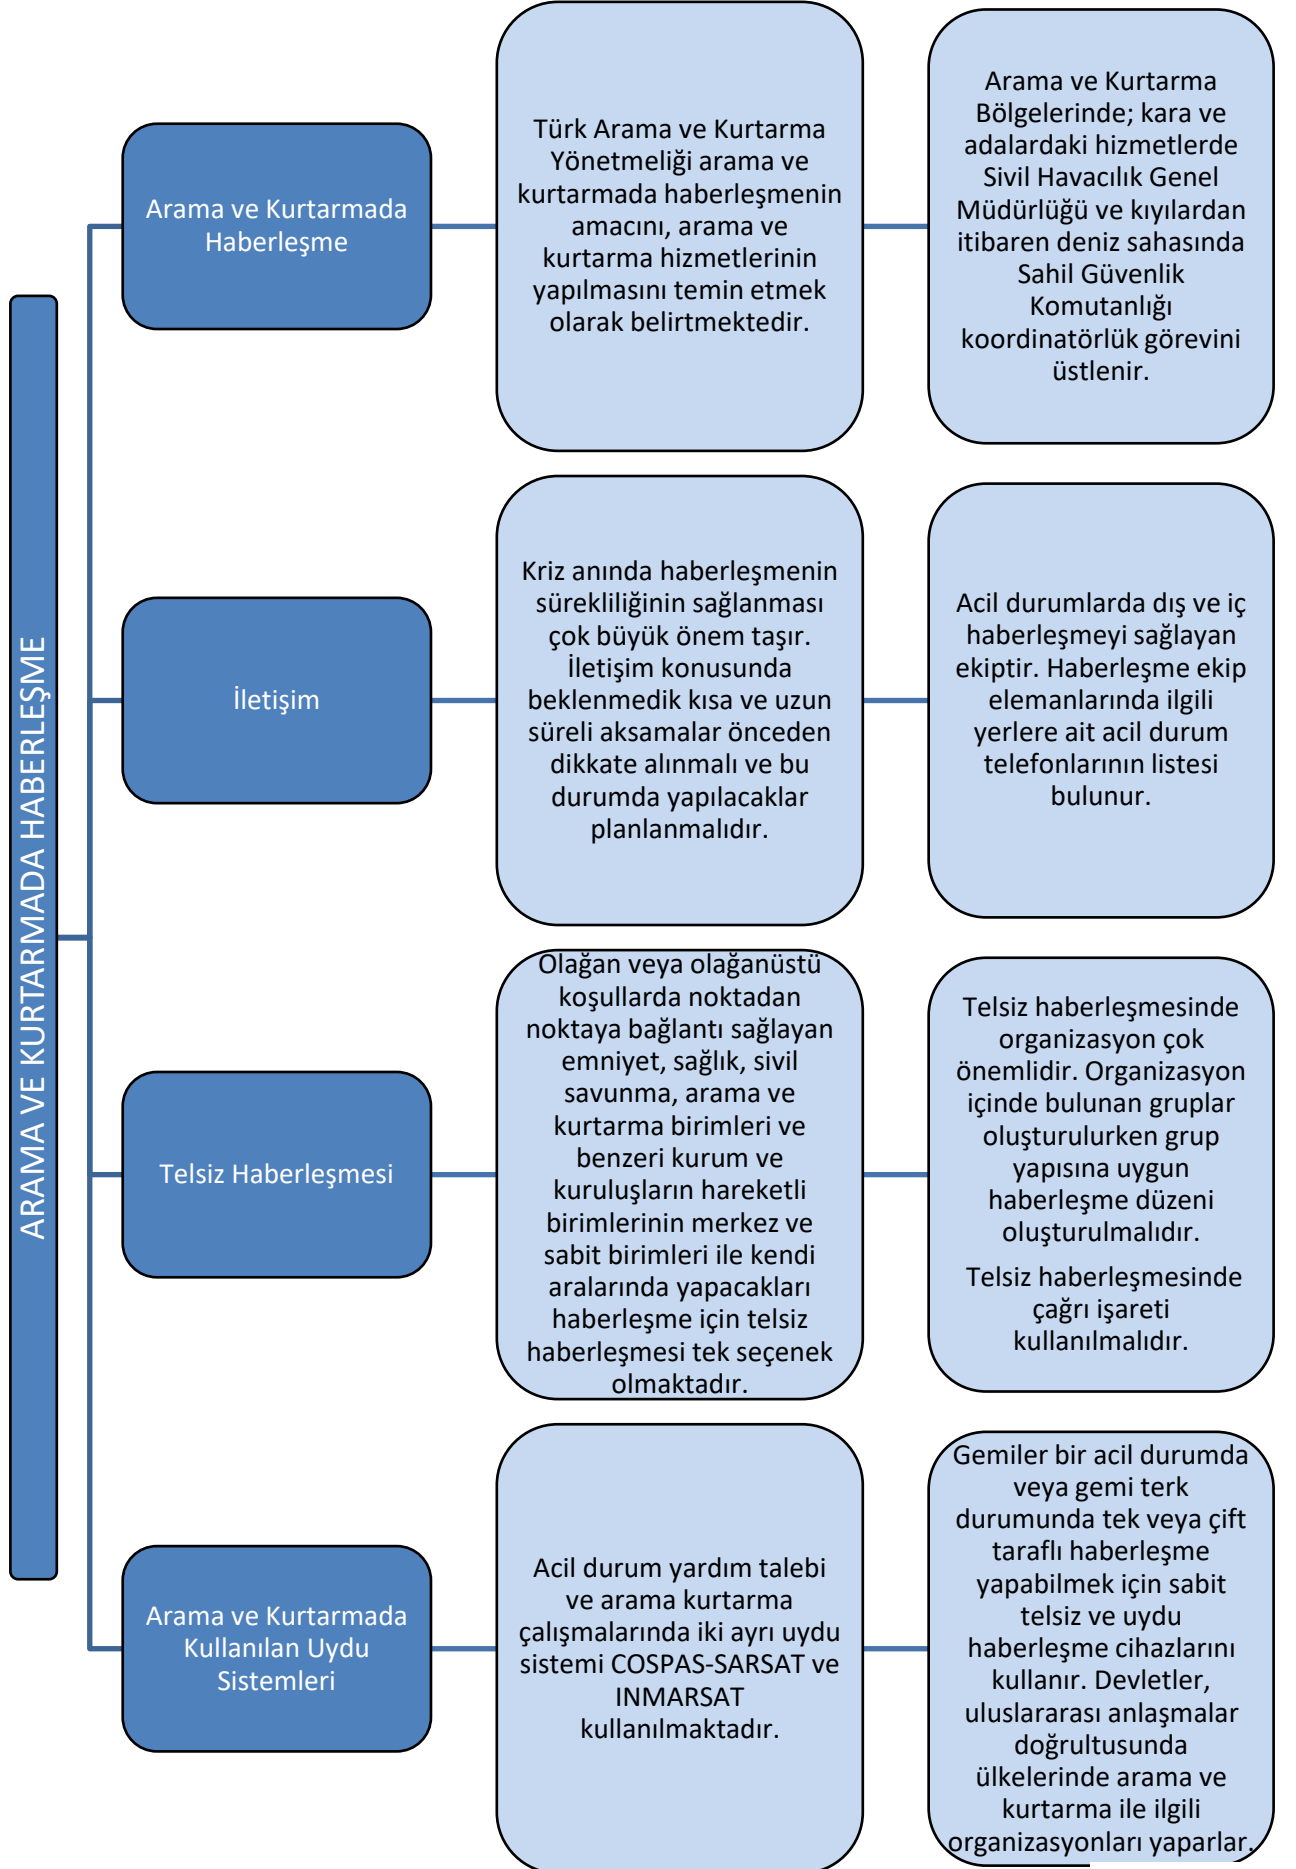 ARAMA VE KURTARMADA HABERLEŞME
Arama ve Kurtarmada
Haberleşme
Türk Arama ve Kurtarma
Yönetmeliği arama ve
kurtarmada haberleşmenin
amacını, arama ve
kurtarma hizmetlerinin
yapılmasını temin etmek
olarak belirtmektedir.
Arama ve Kurtarma
Bölgelerinde; kara ve
adalardaki hizmetlerde
Sivil Havacılık Genel
Müdürlüğü ve kıyılardan
itibaren deniz sahasında
Sahil Güvenlik
Komutanlığı
koordinatörlük görevini
üstlenir.
İletişim
Kriz anında haberleşmenin
sürekliliğinin sağlanması
çok büyük önem taşır.
İletişim konusunda
beklenmedik kısa ve uzun
süreli aksamalar önceden
dikkate alınmalı ve bu
durumda yapılacaklar
planlanmalıdır.
Acil durumlarda dış ve iç
haberleşmeyi sağlayan
ekiptir. Haberleşme ekip
elemanlarında ilgili
yerlere ait acil durum
telefonlarının listesi
bulunur.
Telsiz Haberleşmesi
Olağan veya olağanüstü
koşullarda noktadan
noktaya bağlantı sağlayan
emniyet, sağlık, sivil
savunma, arama ve
kurtarma birimleri ve
benzeri kurum ve
kuruluşların hareketli
birimlerinin merkez ve
sabit birimleri ile kendi
aralarında yapacakları
haberleşme için telsiz
haberleşmesi tek seçenek
olmaktadır.
Telsiz haberleşmesinde
organizasyon çok
önemlidir. Organizasyon
içinde bulunan gruplar
oluşturulurken grup
yapısına uygun
haberleşme düzeni
oluşturulmalıdır.
Telsiz haberleşmesinde
çağrı işareti
kullanılmalıdır.
Arama ve Kurtarmada
Kullanılan Uydu
Sistemleri
Acil durum yardım talebi
ve arama kurtarma
çalışmalarında iki ayrı uydu
sistemi COSPAS-SARSAT ve
INMARSAT
kullanılmaktadır.
Gemiler bir acil durumda
veya gemi terk
durumunda tek veya çift
taraflı haberleşme
yapabilmek için sabit
telsiz ve uydu
haberleşme cihazlarını
kullanır. Devletler,
uluslararası anlaşmalar
doğrultusunda
ülkelerinde arama ve
kurtarma ile ilgili
organizasyonları yaparlar.